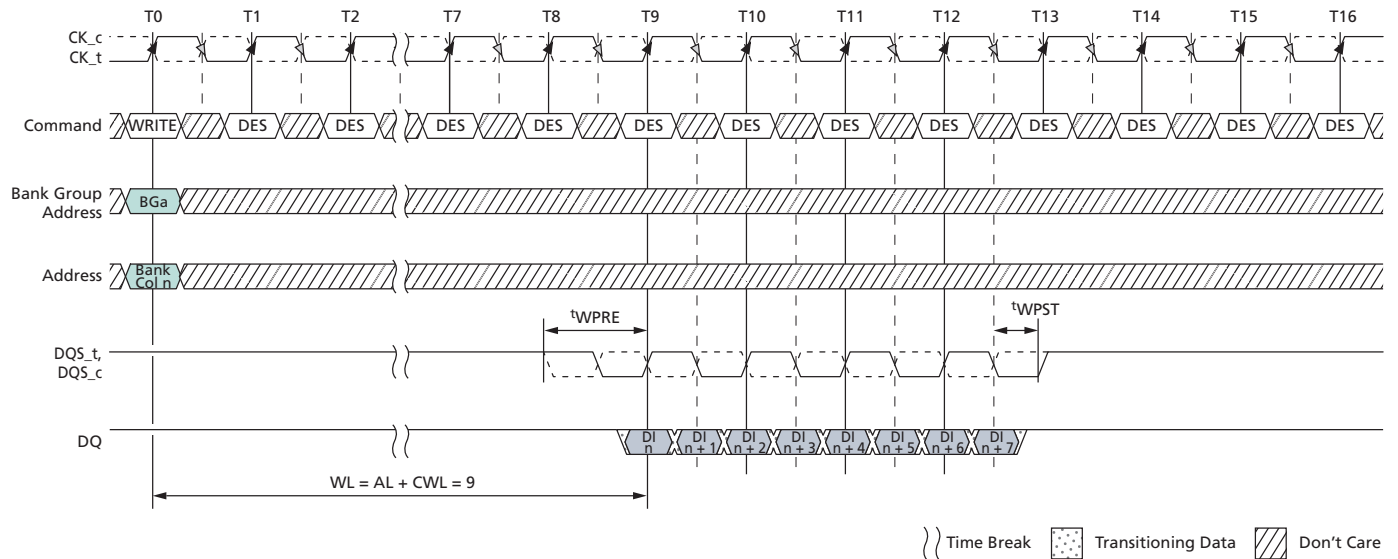 T0 T1 T2 T7 T8 T9 T10 T11 T12 T13 T14 T15 T16
CK_c
CK_t
Command WRITE DES DES DES DES DES DES DES DES DES DES DES DES
Bank Group
Address
BGa
Address
Bank
Col n
tWPRE
tWPST
DQS_t,
DQS_c
DQ
DI DI DI DI DI DI DI DI
n n + 1 n + 2 n + 3 n + 4 n + 5 n + 6 n + 7
WL = AL + CWL = 9
Time Break Transitioning Data Don't Care